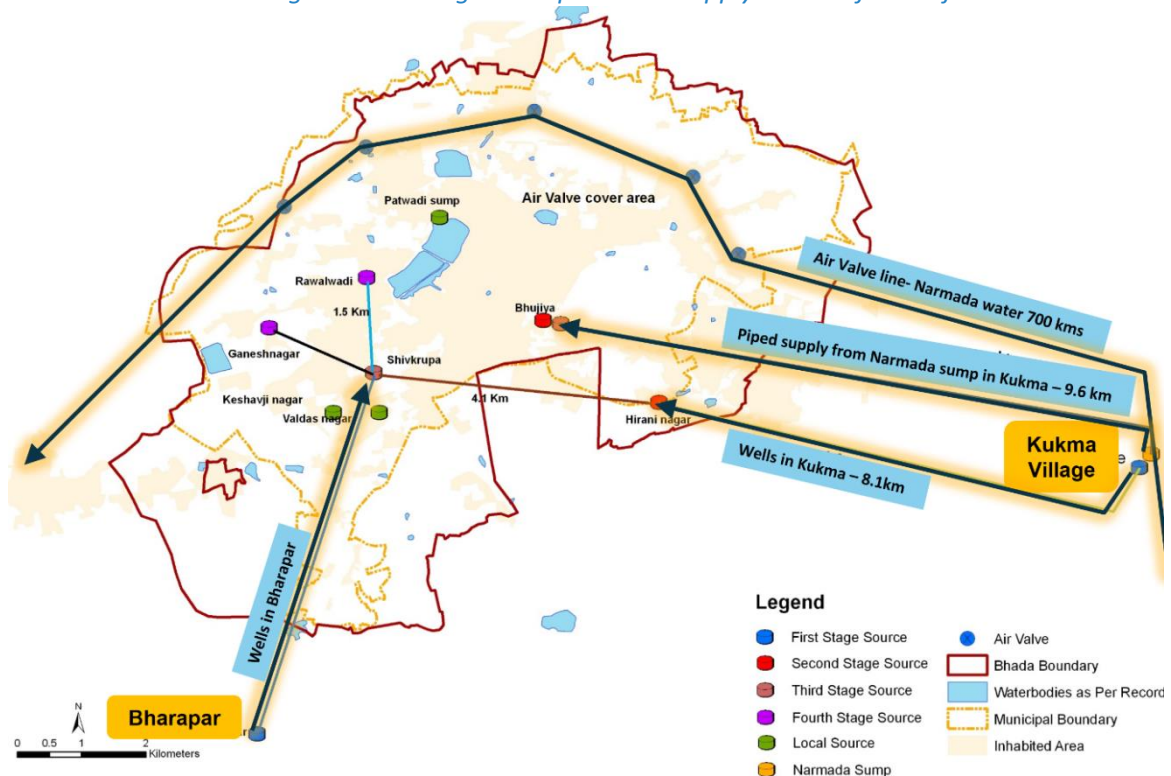 Patwadi sump
Air Valve cover area
Rawalwadi
1.5 Km
Bhujiya
Ganeshnagar
Shivkrupa
Keshavji nagar
Valdas nagar
4.1 Km
Hirani nagar
Air Valve line- Narmada water 700 kms
Piped supply from Narmada sump in Kukma – 9.6 km
Wells in Kukma – 8.1km
Kukma
Village
Wells in Bharapar
Bharapar
N
0 0.5 1 2
Kilometers
Legend
First Stage Source
Second Stage Source
Third Stage Source
Fourth Stage Source
Local Source
Narmada Sump
Air Valve
Bhada Boundary
Waterbodies as Per Record
Municipal Boundary
Inhabited Area